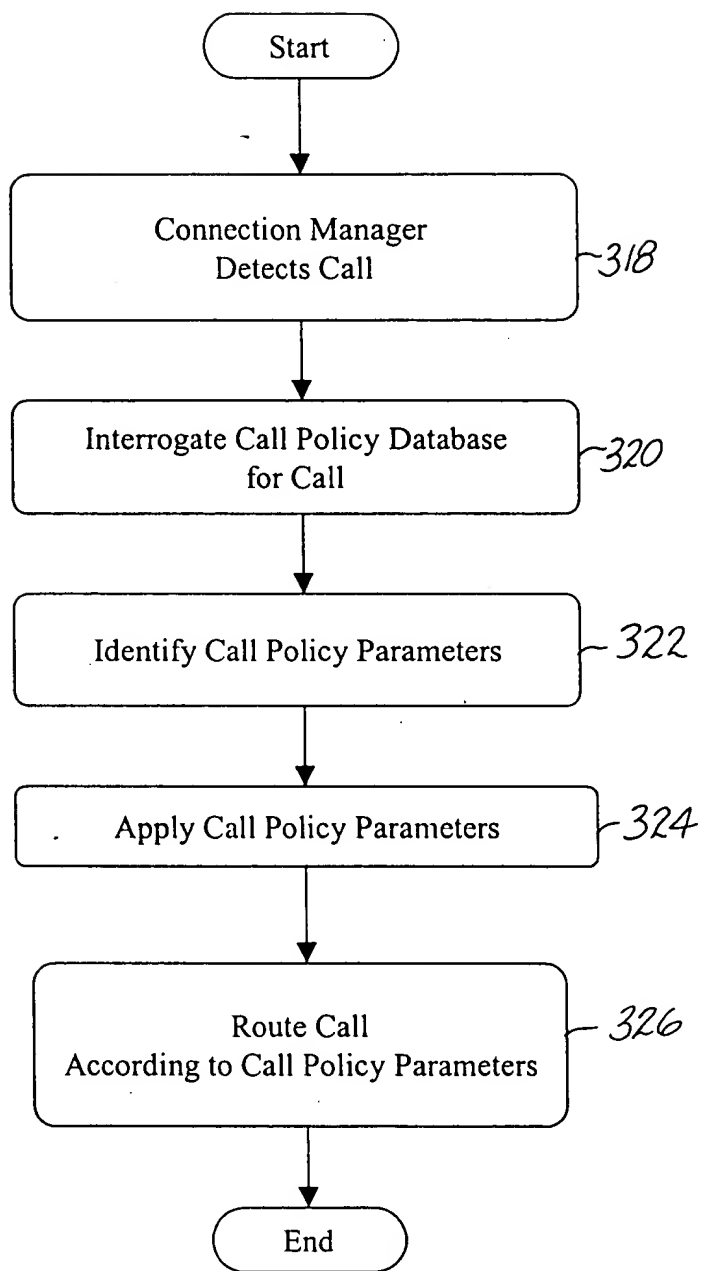 Start
Connection Manager
Detects Call
318
Interrogate Call Policy Database
for Call
320
Identify Call Policy Parameters
322
Apply Call Policy Parameters
324
Route Call
According to Call Policy Parameters
326
End